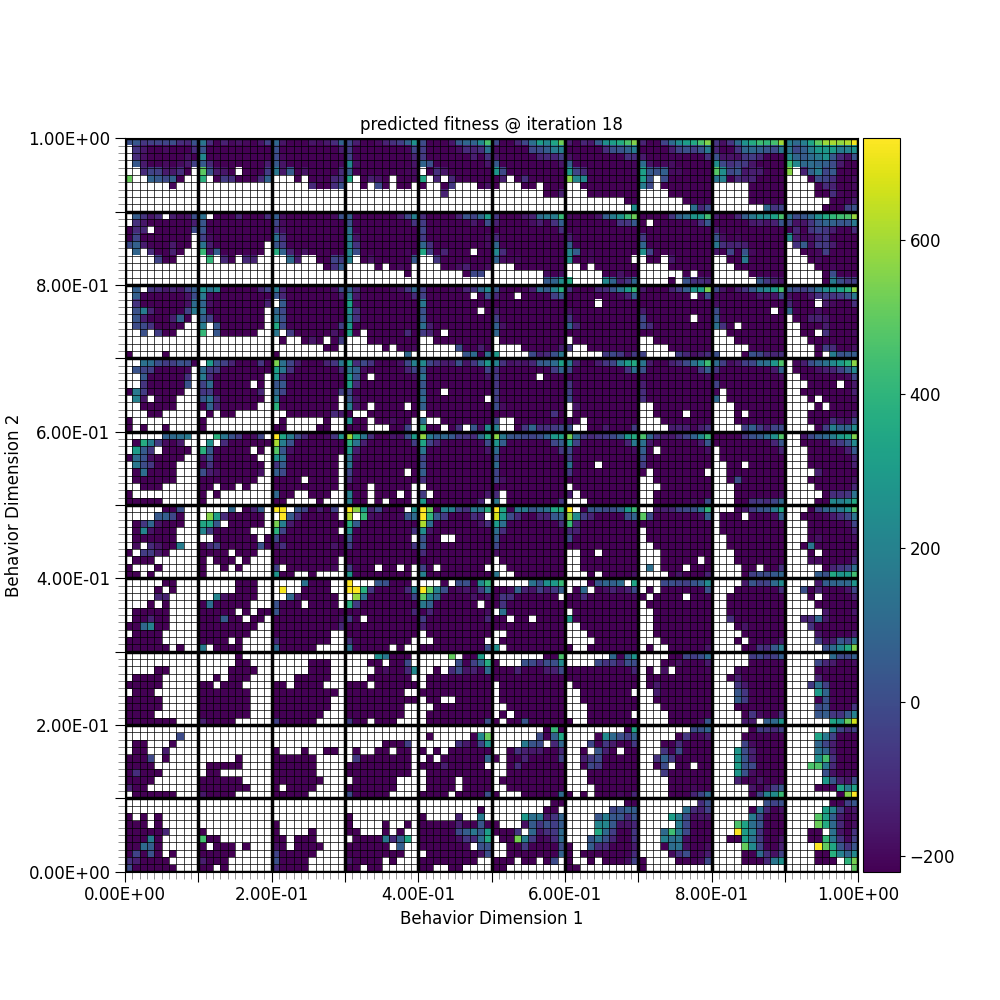 predicted fitness @ iteration 18
1.00E+00
8.00E-01
6.00E-01
4.00E-01
2.00E-01
0.00E+00
Behavior Dimension 2
0.00E+00 2.00E-01 4.00E-01 6.00E-01 8.00E-01 1.00E+00
Behavior Dimension 1
600
400
200
0
−200